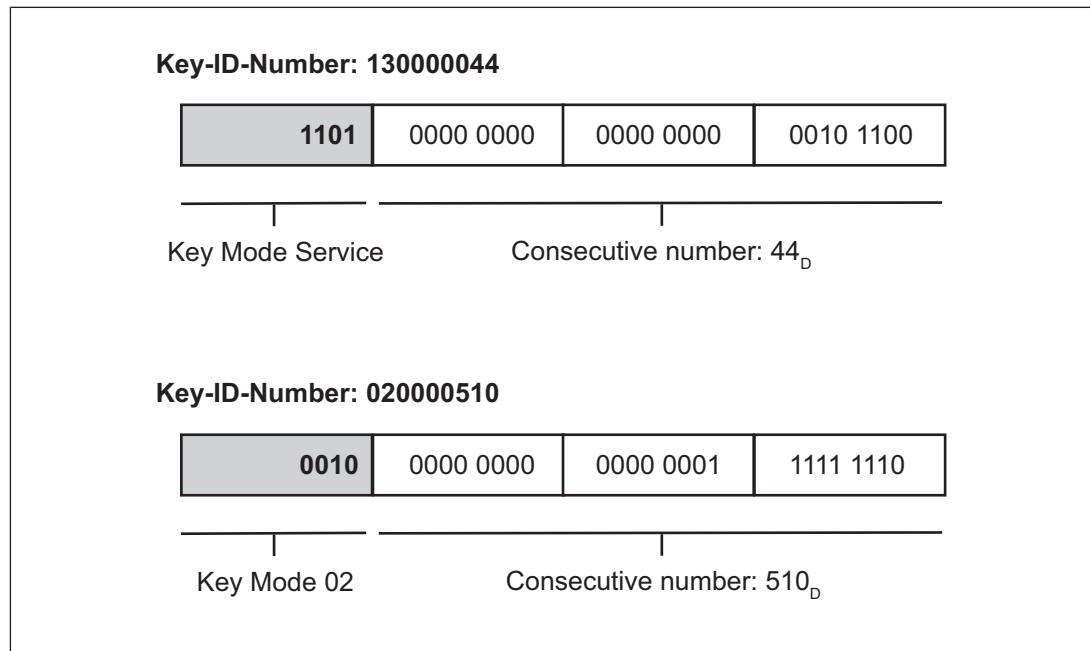 Key-ID-Number: 130000044
1101 0000 0000 0000 0000 0010 1100
Key Mode Service Consecutive number: 44D
Key-ID-Number: 020000510
0010 0000 0000 0000 0001 1111 1110
Key Mode 02 Consecutive number: 510D